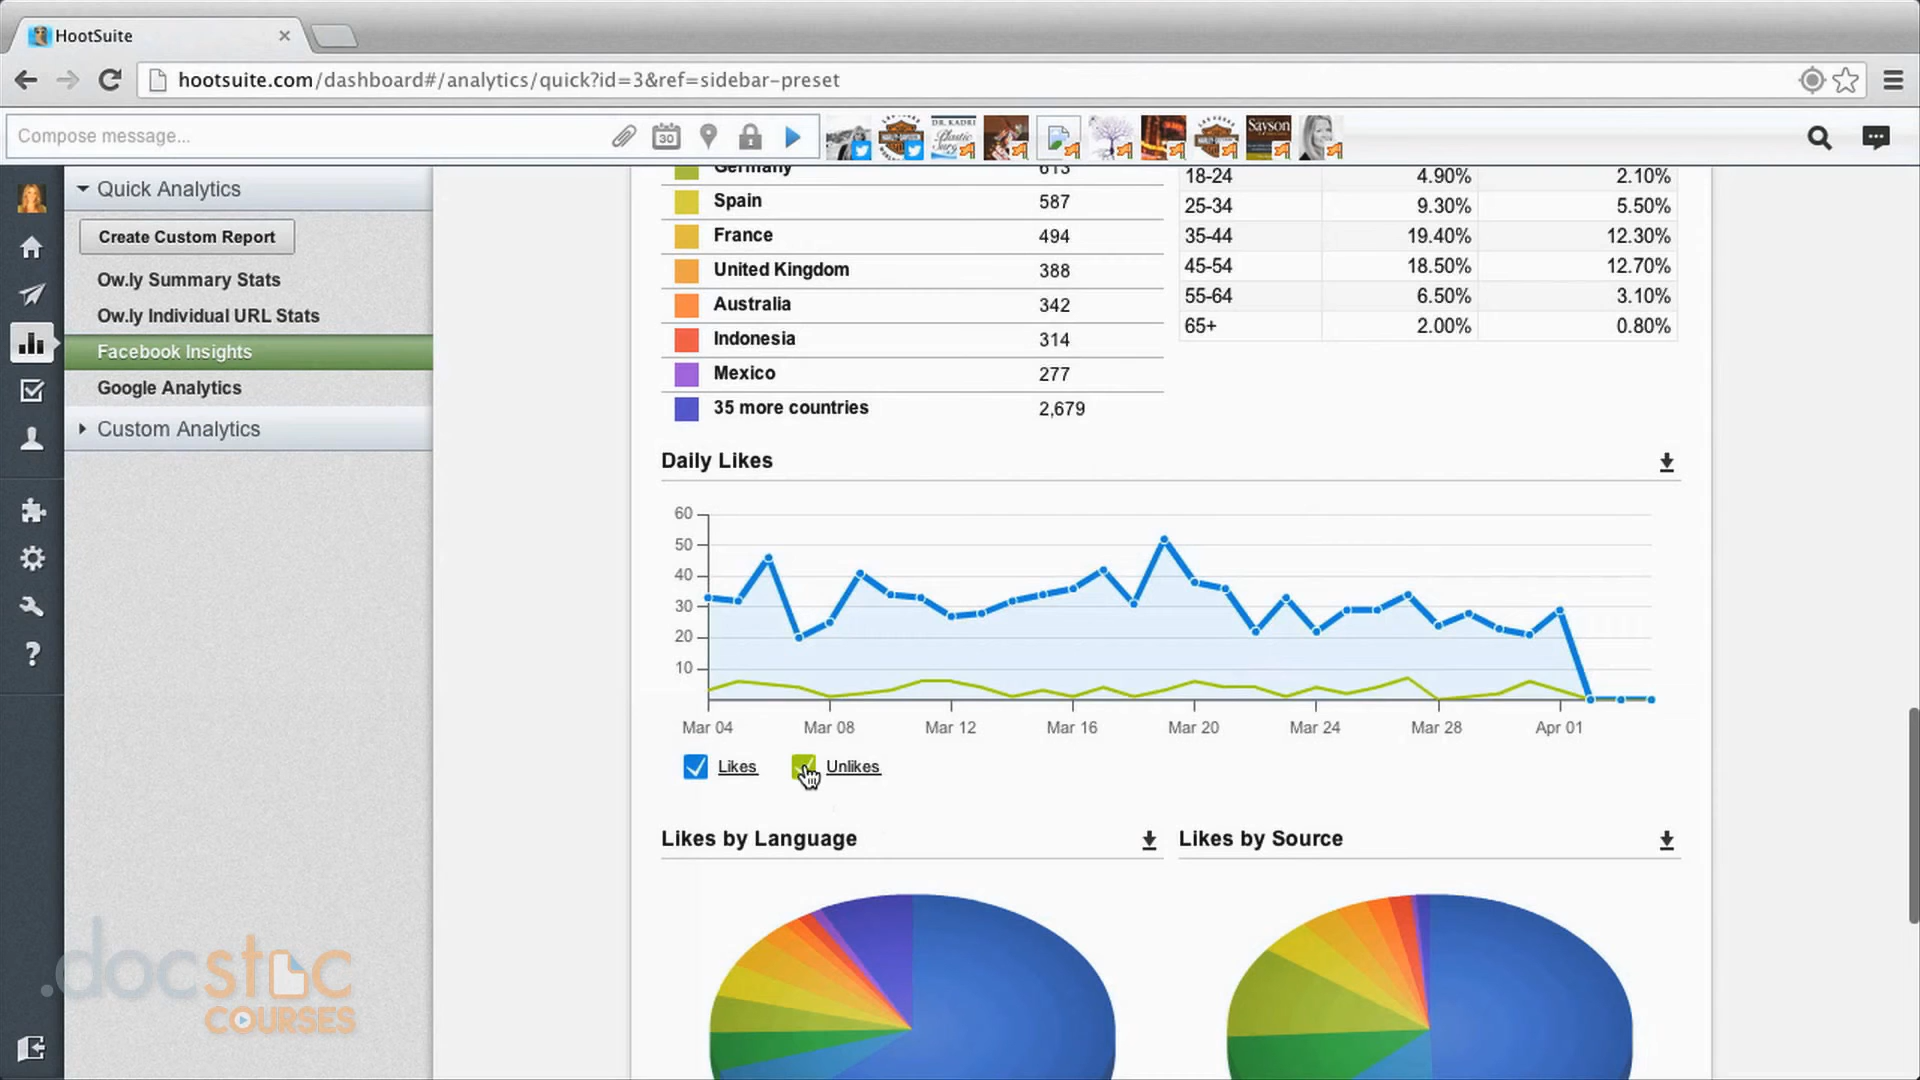 HootSuite
hootsuite.com/dashboard#/analytics/quick?id=3&ref=sidebar-preset
Compose message...
30
DR. KADRI
Plastic
Sayson
Quick Analytics
Create Custom Report
Ow.ly Summary Stats
Ow.ly Individual URL Stats
Facebook Insights
Google Analytics
Custom Analytics
Germany 613
Spain 587
France 494
United Kingdom 388
Australia 342
Indonesia 314
Mexico 277
35 more countries 2,679
18-24 4.90% 2.10%
25-34 9.30% 5.50%
35-44 19.40% 12.30%
45-54 18.50% 12.70%
55-64 6.50% 3.10%
65+ 2.00% 0.80%
Daily Likes
60
50
40
30
20
10
Mar 04 Mar 08 Mar 12 Mar 16 Mar 20 Mar 24 Mar 28 Apr 01
Likes Unlikes
Likes by Language
Likes by Source
.docstoc
COURSES